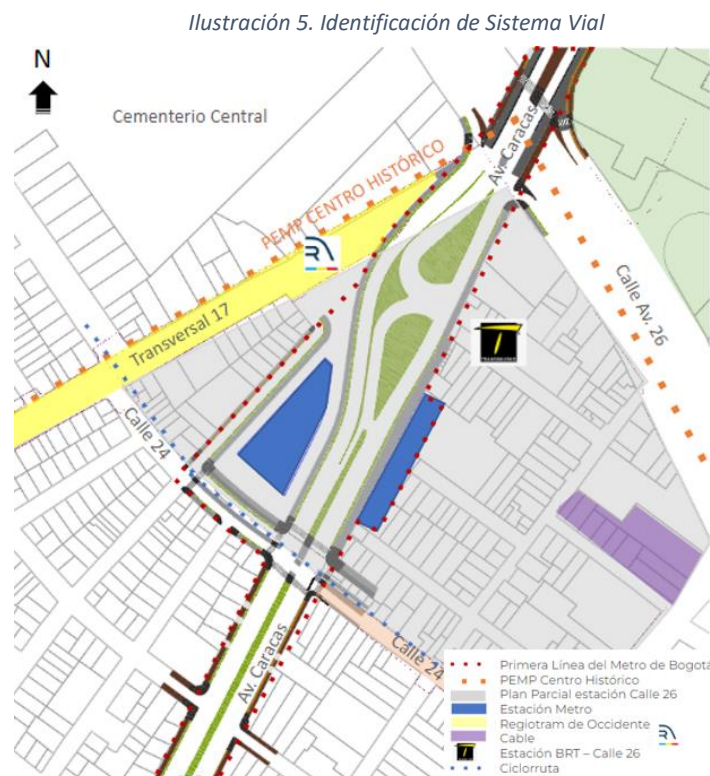 Ilustración 5. Identificación de Sistema Vial
N
Cementerio Central
Av. Caracas
PEMP CENTRO HISTÓRICO
Calle Av. 26
Transversal 17
TRANSMILENIO
Calle 24
Av. Caracas
Calle 24
Primera Línea del Metro de Bogotá
PEMP Centro Histórico
Plan Parcial estación Calle 26
Estación Metro
Regiotram de Occidente
Cable
Estación BRT – Calle 26
Ciclorruta